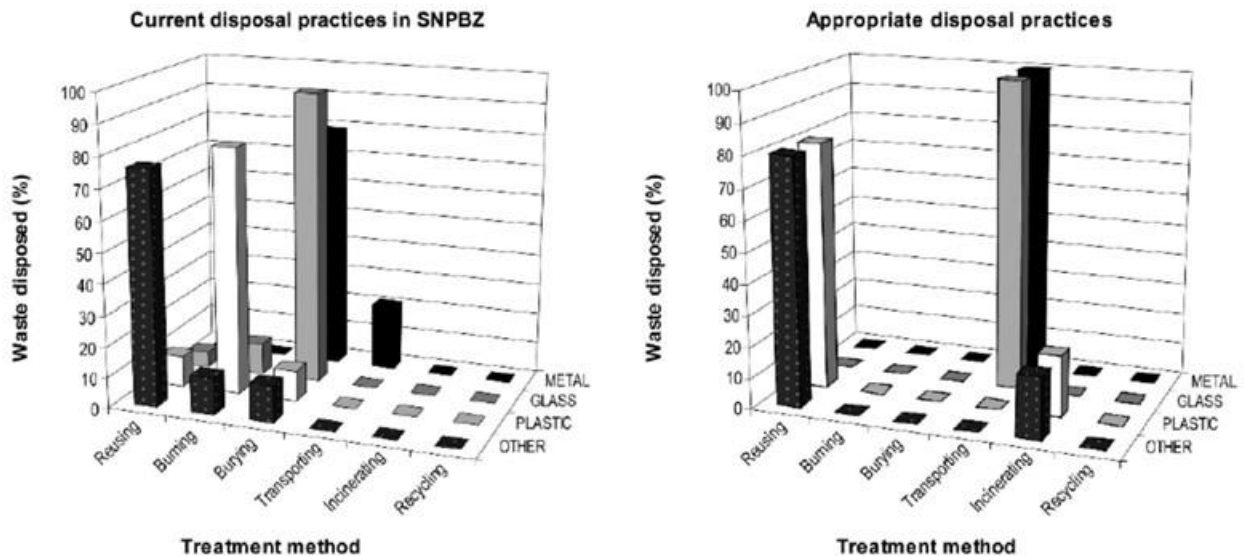 Current disposal practices in SNPBZ
Waste disposed (%)
100
90
80
70
60
50
40
30
20
10
0
Reusing
Burning
Burying
Transporting
Incinerating
Recycling
METAL
GLASS
PLASTIC
OTHER
Treatment method
Appropriate disposal practices
Waste disposed (%)
100
90
80
70
60
50
40
30
20
10
0
Reusing
Burning
Burying
Transporting
Incinerating
Recycling
METAL
GLASS
PLASTIC
OTHER
Treatment method